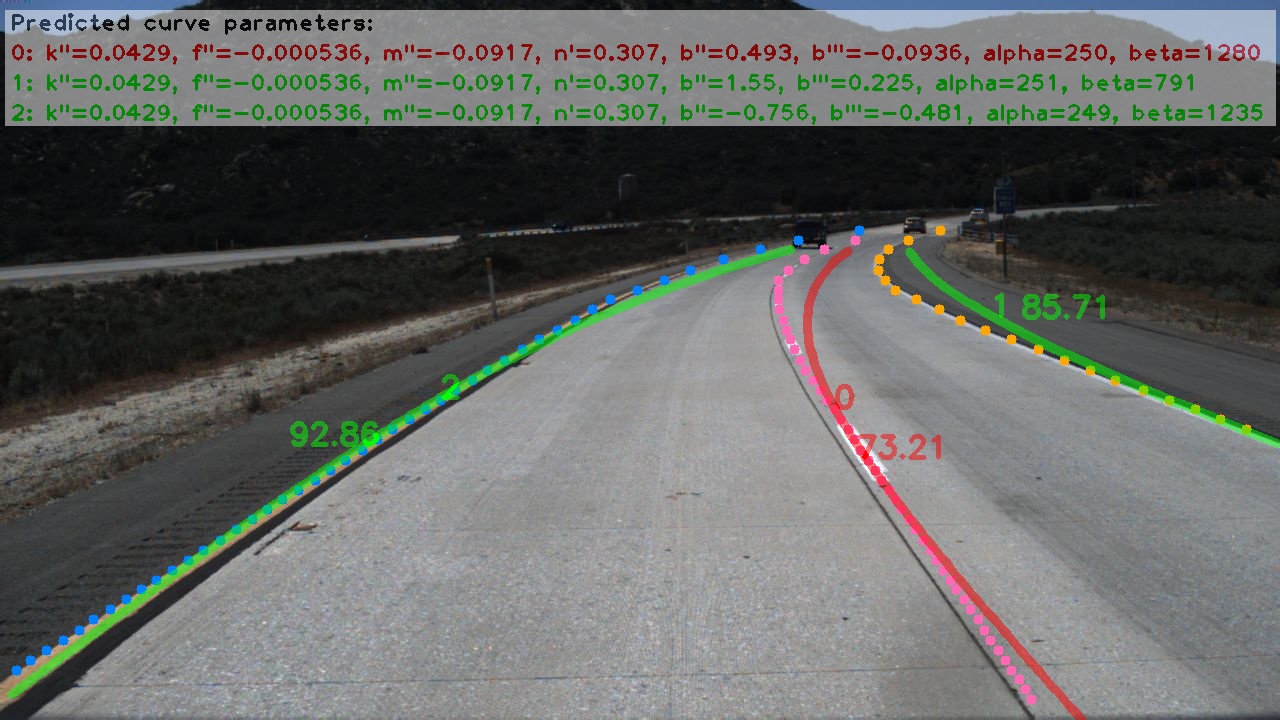 Predicted curve parameters:
0: k''=0.0429, f''=-0.000536, m''=-0.0917, n'=0.307, b''=0.493, b'''=-0.0936, alpha=250, beta=1280
1: k''=0.0429, f''=-0.000536, m''=-0.0917, n'=0.307, b''=1.55, b'''=0.225, alpha=251, beta=791
2: k''=0.0429, f''=-0.000536, m''=-0.0917, n'=0.307, b''=-0.756, b'''=-0.481, alpha=249, beta=1235
1 85.71
2
0
92.86
73.21